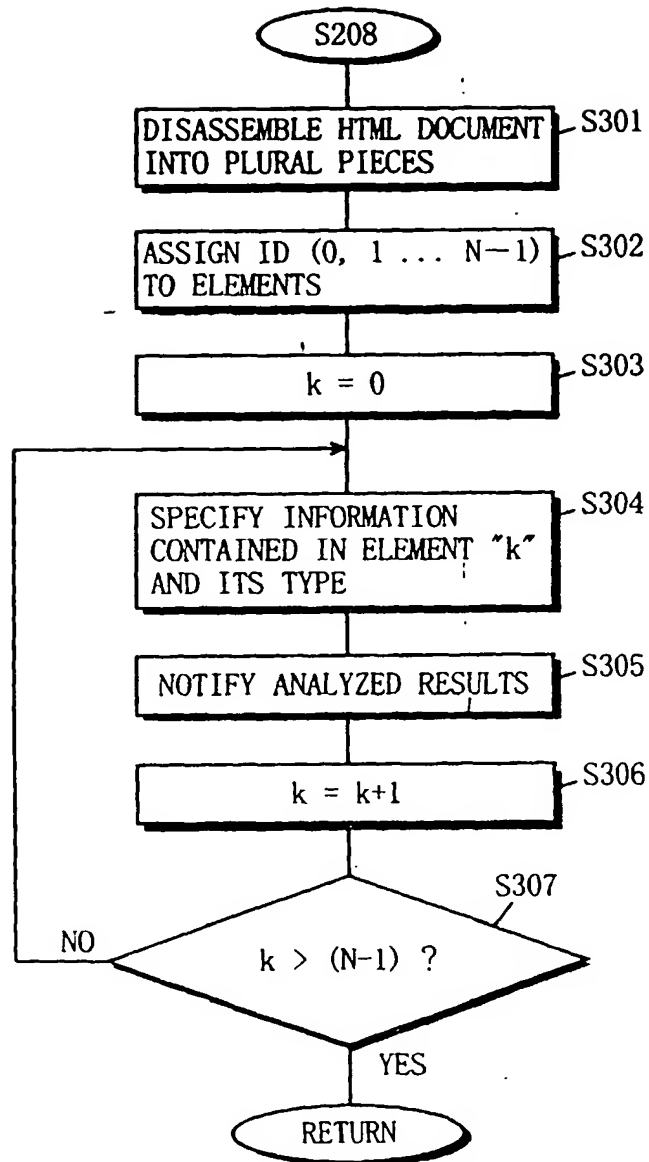 S208
DISASSEMBLE HTML DOCUMENT
INTO PLURAL PIECES
S301
ASSIGN ID (0, 1 ... N-1)
TO ELEMENTS
S302
k = 0
S303
SPECIFY INFORMATION
CONTAINED IN ELEMENT "k"
AND ITS TYPE
S304
NOTIFY ANALYZED RESULTS
S305
k = k+1
S306
S307
k > (N-1) ?
NO
YES
RETURN